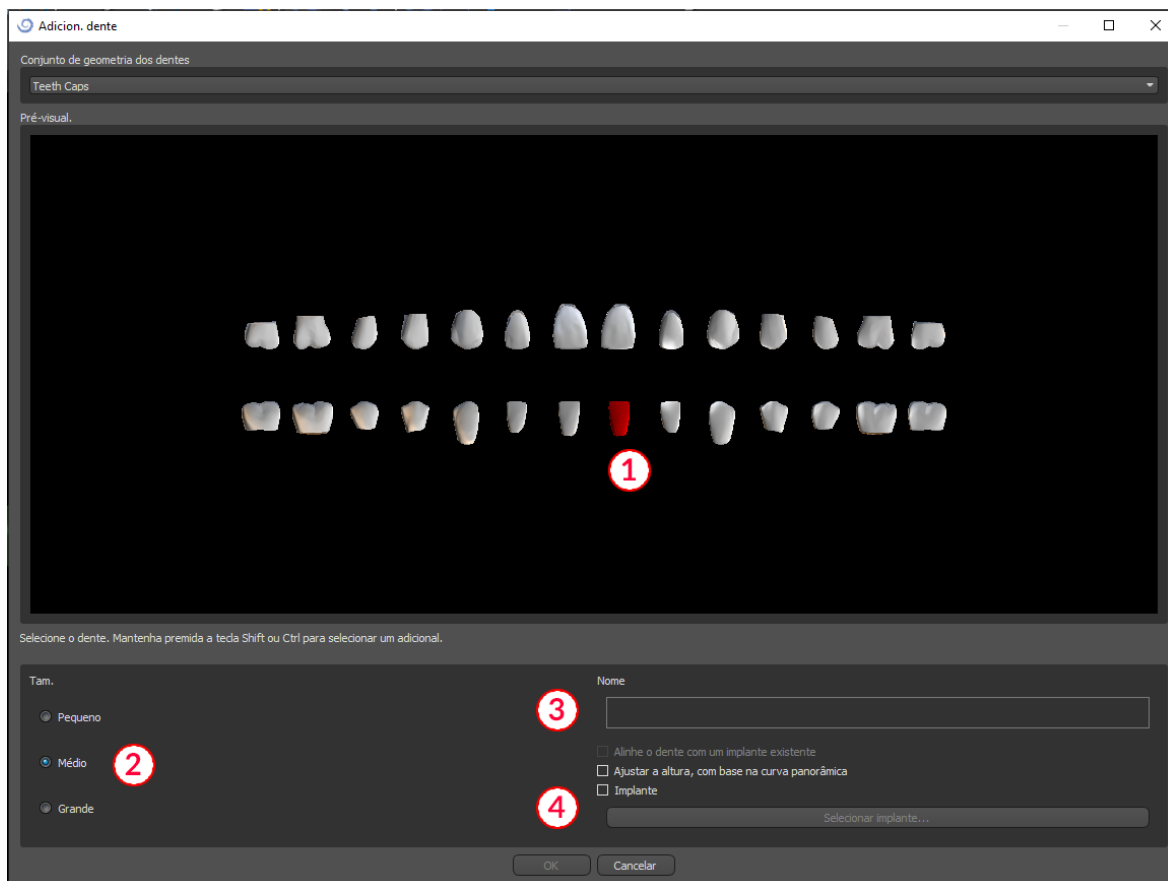 Adicion. dente
Conjunto de geometria dos dentes
Teeth Caps
Pré-visual.
1
Selecione o dente. Mantenha premida a tecla Shift ou Ctrl para selecionar um adicional.
Tam.
Pequeno
Médio
2
Grande
Nome
3
Alinhe o dente com um implante existente
Ajustar a altura, com base na curva panorâmica
Implante
4
Selecionar implante...
OK
Cancelar